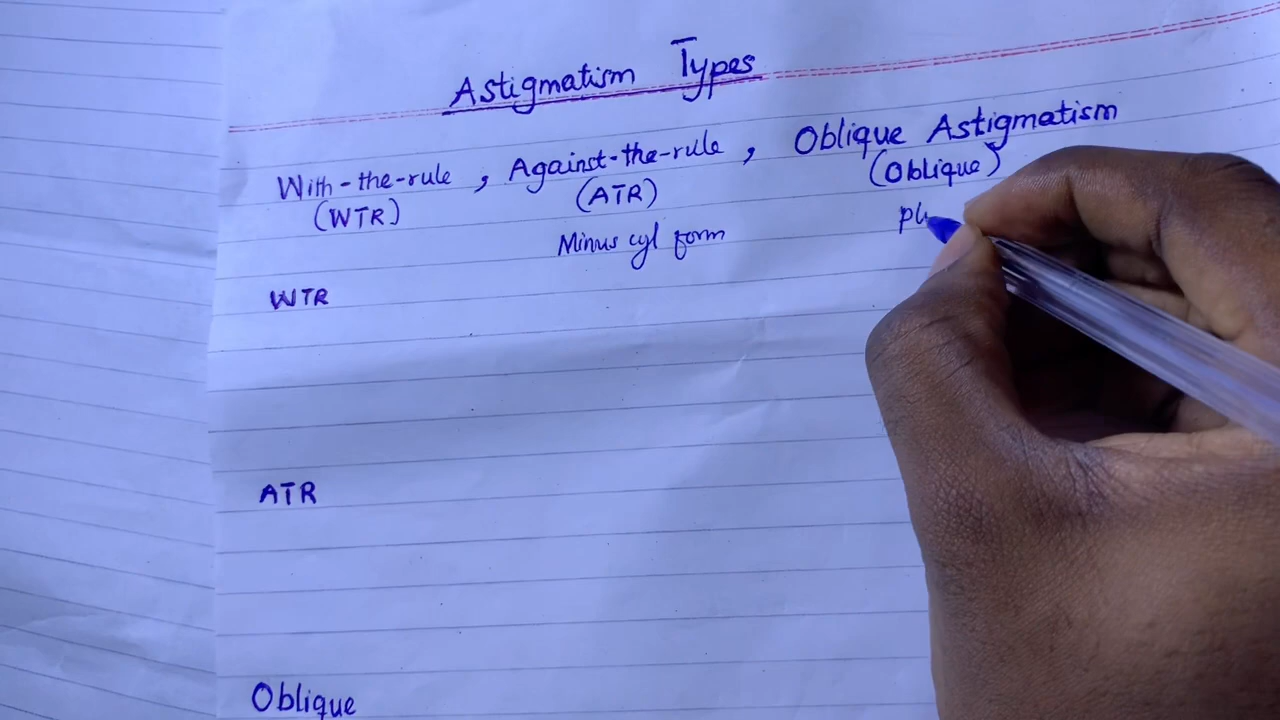 Astigmatism Types
With-the-rule , Against-the-rule , Oblique Astigmatism
(WTR) (ATR) (Oblique)
Minus cyl form
WTR
ATR
Oblique